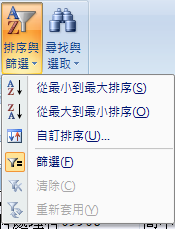 排序與 尋找與
篩選 選取
從最小到最大排序(S)
從最大到最小排序(O)
自訂排序(U)...
篩選(F)
清除(C)
重新套用(Y)